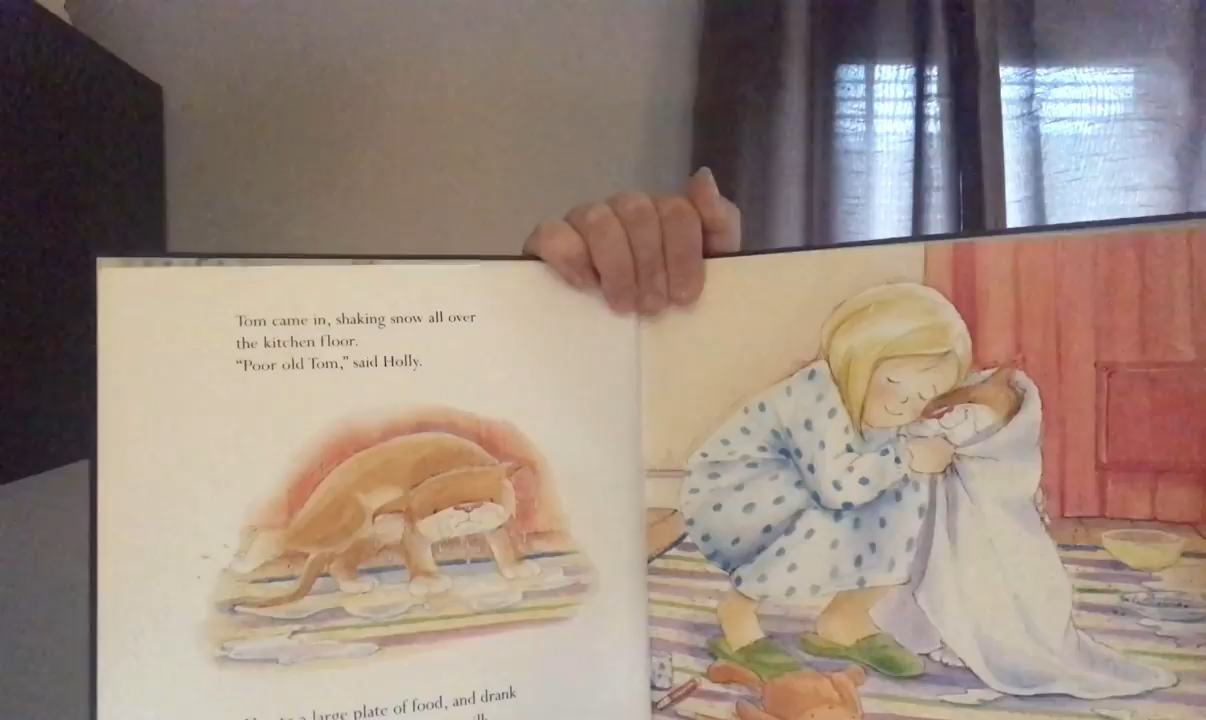 Tom came in, shaking snow all over
the kitchen floor.
“Poor old Tom,” said Holly.
a large plate of food, and drank